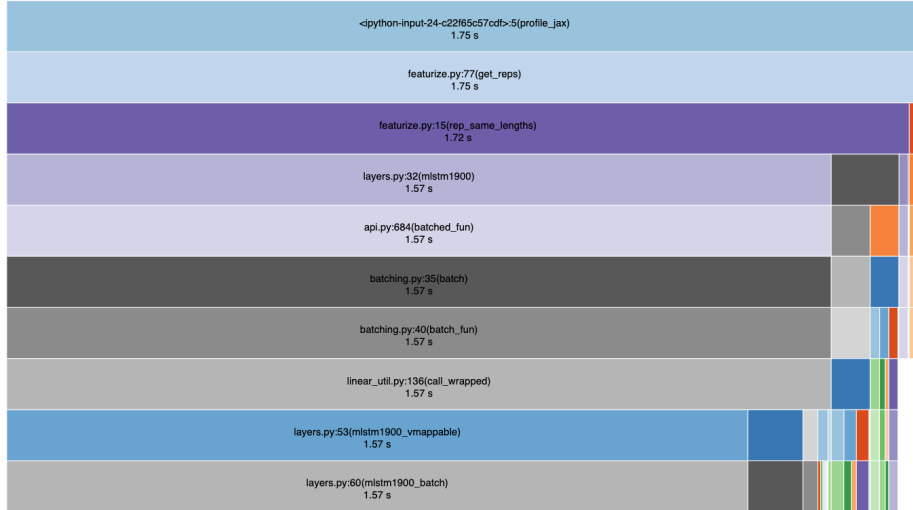 <ipython-input-24-c22f65c57cdf>:5(profile_jax)
1.75 s
featurize.py:77(get_reps)
1.75 s
featurize.py:15(rep_same_lengths)
1.72 s
layers.py:32(mlstm1900)
1.57 s
api.py:684(batched_fun)
1.57 s
batching.py:35(batch)
1.57 s
batching.py:40(batch_fun)
1.57 s
linear_util.py:136(call_wrapped)
1.57 s
layers.py:53(mlstm1900_vmappable)
1.57 s
layers.py:60(mlstm1900_batch)
1.57 s